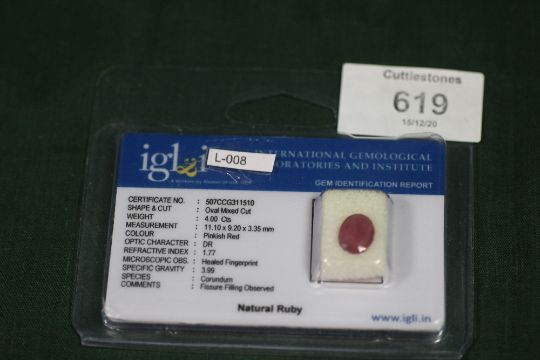 Cuttlestones
619
15/12/20
igl&i
L-008
INTERNATIONAL GEMOLOGICAL
LABORATORIES AND INSTITUTE
GEM IDENTIFICATION REPORT
CERTIFICATE NO. : 507CCG311510
SHAPE & CUT : Oval Mixed Cut
WEIGHT : 4.00 Cts
MEASUREMENT : 11.10 x 9.20 x 3.35 mm
COLOUR : Pinkish Red
OPTIC CHARACTER : DR
REFRACTIVE INDEX : 1.77
MICROSCOPIC OBS. : Healed Fingerprint
SPECIFIC GRAVITY : 3.99
SPECIES : Corundum
COMMENTS : Fissure Filling Observed
Natural Ruby
www.igli.in